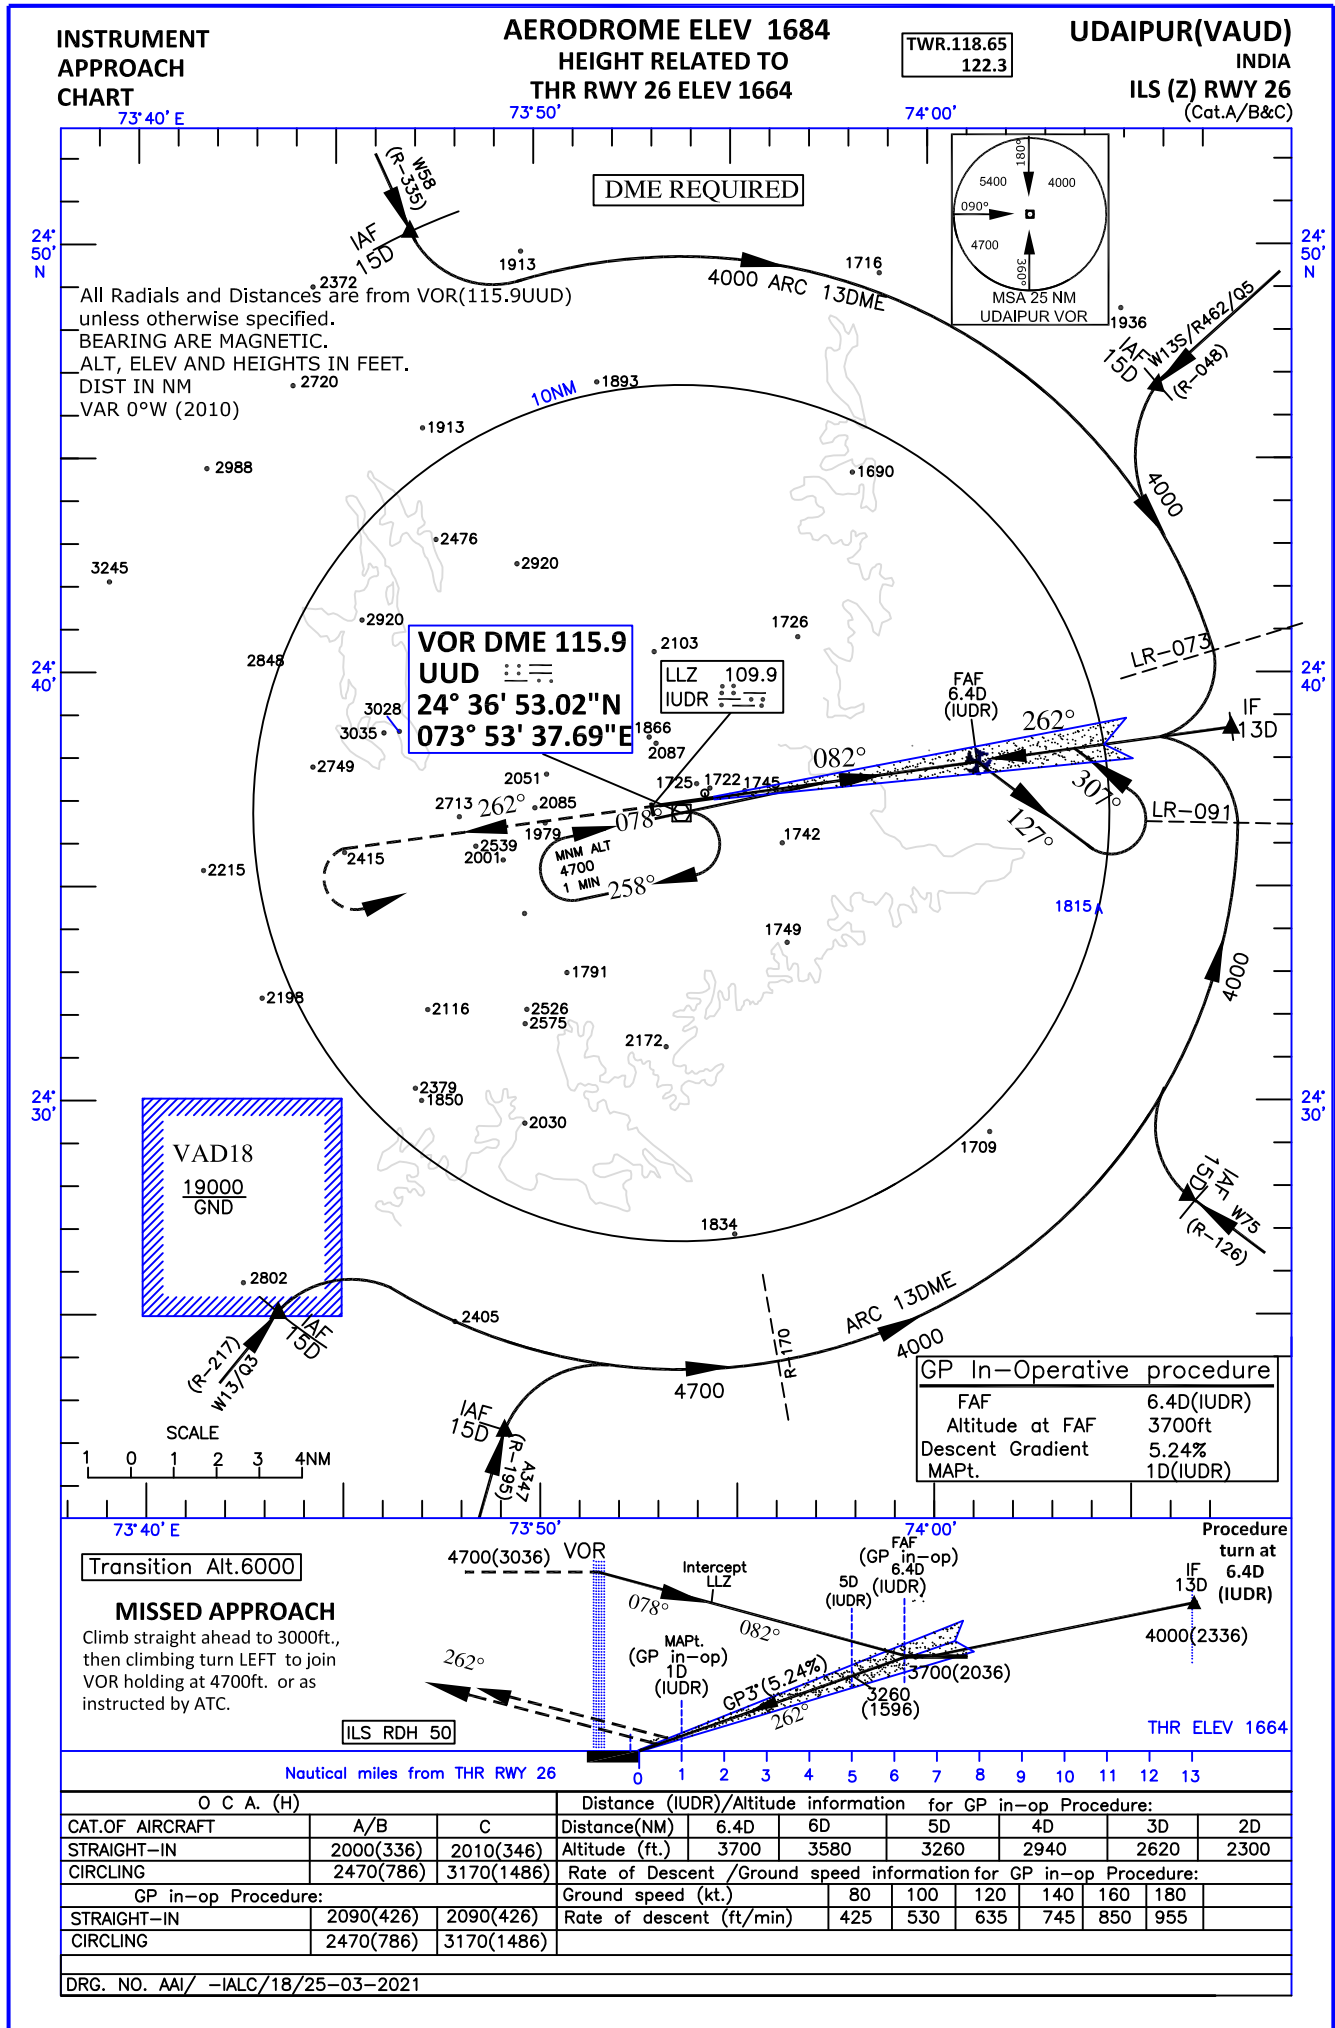 INSTRUMENT
APPROACH
CHART
AERODROME ELEV 1684
HEIGHT RELATED TO
THR RWY 26 ELEV 1664
TWR.118.65
122.3
UDAIPUR(VAUD)
INDIA
ILS (Z) RWY 26
(Cat.A/B&C)
73°40' E
73°50'
74°00'
24°
50'
N
24°
50'
N
24°
40'
24°
40'
24°
30'
24°
30'
DME REQUIRED
180°
5400
4000
090°
4700
360°
MSA 25 NM
UDAIPUR VOR
W58
(R-335)
IAF
15D
1913
2372
4000 ARC 13DME
1716
1936
W13S/R462/Q5
(R-048)
IAF
15D
All Radials and Distances are from VOR(115.9UUD)
unless otherwise specified.
BEARING ARE MAGNETIC.
ALT, ELEV AND HEIGHTS IN FEET.
DIST IN NM
VAR 0°W (2010)
2720
1893
10NM
1913
2988
1690
4000
2476
2920
3245
2920
1726
2848
2103
VOR DME 115.9
UUD
24° 36' 53.02"N
073° 53' 37.69"E
LLZ 109.9
IUDR
LR-073
FAF
6.4D
(IUDR)
262°
IF
13D
3028
3035
1866
2087
2749
082°
2051
1725
1722
1745
307°
2713
262°
2085
078°
127°
LR-091
1979
1742
2539
2001
2415
MNM ALT
4700
1 MIN
258°
2215
1815
1749
4000
1791
2198
2116
2526
2575
2172
2379
1850
2030
1709
VAD18
19000
GND
1834
IAF
15D
W75
(R-126)
2802
IAF
15D
(R-217)
W13/Q3
2405
ARC 13DME
4000
R-170
4700
IAF
15D
A347
(R-195)
SCALE
1 0 1 2 3 4NM
GP In-Operative procedure
FAF 6.4D(IUDR)
Altitude at FAF 3700ft
Descent Gradient 5.24%
MAPt. 1D(IUDR)
73°40' E
73°50'
74°00'
Procedure
turn at
6.4D
(IUDR)
Transition Alt.6000
4700(3036)
VOR
Intercept
LLZ
FAF
(GP in-op)
6.4D
(IUDR)
5D
(IUDR)
IF
13D
MISSED APPROACH
Climb straight ahead to 3000ft.,
then climbing turn LEFT to join
VOR holding at 4700ft. or as
instructed by ATC.
078°
082°
4000(2336)
262°
MAPt.
(GP in-op)
1D
(IUDR)
GP3°(5.24%)
262°
3700(2036)
3260
(1596)
ILS RDH 50
THR ELEV 1664
Nautical miles from THR RWY 26
0 1 2 3 4 5 6 7 8 9 10 11 12 13
O C A. (H)
CAT.OF AIRCRAFT A/B C
STRAIGHT-IN 2000(336) 2010(346)
CIRCLING 2470(786) 3170(1486)
GP in-op Procedure:
STRAIGHT-IN 2090(426) 2090(426)
CIRCLING 2470(786) 3170(1486)
Distance (IUDR)/Altitude information for GP in-op Procedure:
Distance(NM) 6.4D 6D 5D 4D 3D 2D
Altitude (ft.) 3700 3580 3260 2940 2620 2300
Rate of Descent /Ground speed information for GP in-op Procedure:
Ground speed (kt.) 80 100 120 140 160 180
Rate of descent (ft/min) 425 530 635 745 850 955
DRG. NO. AAI/ -IALC/18/25-03-2021